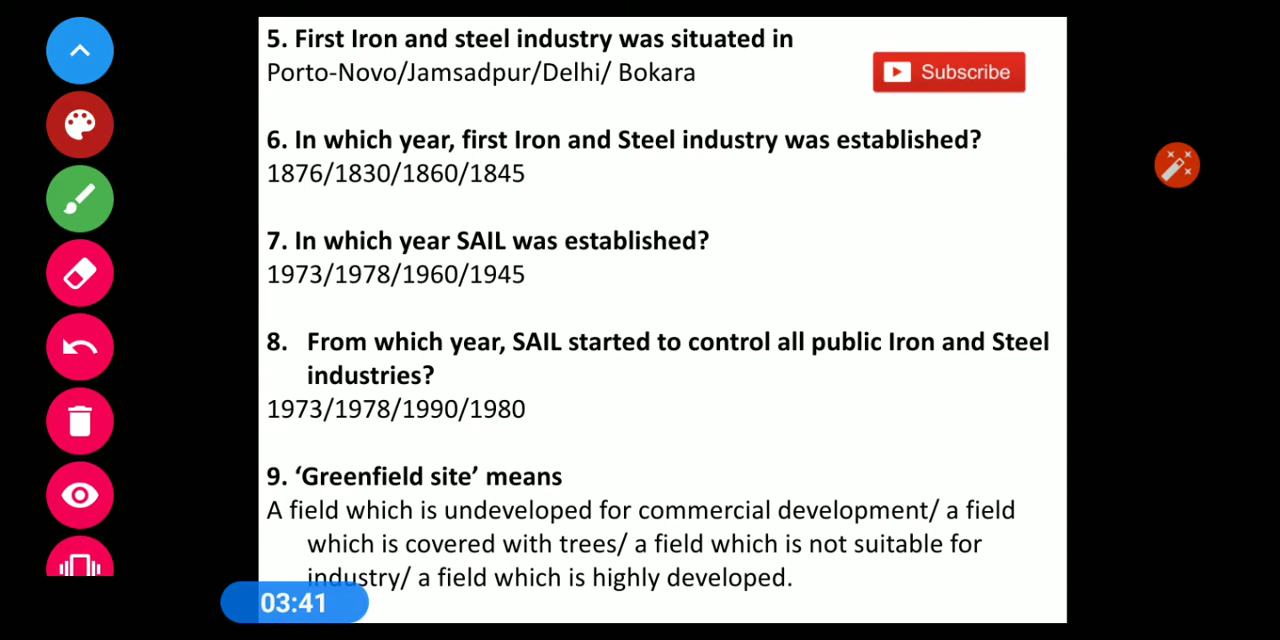 5. First Iron and steel industry was situated in
Porto-Novo/Jamsadpur/Delhi/ Bokara
Subscribe
6. In which year, first Iron and Steel industry was established?
1876/1830/1860/1845
7. In which year SAIL was established?
1973/1978/1960/1945
8. From which year, SAIL started to control all public Iron and Steel
industries?
1973/1978/1990/1980
9. ‘Greenfield site’ means
A field which is undeveloped for commercial development/ a field
which is covered with trees/ a field which is not suitable for
industry/ a field which is highly developed.
03:41